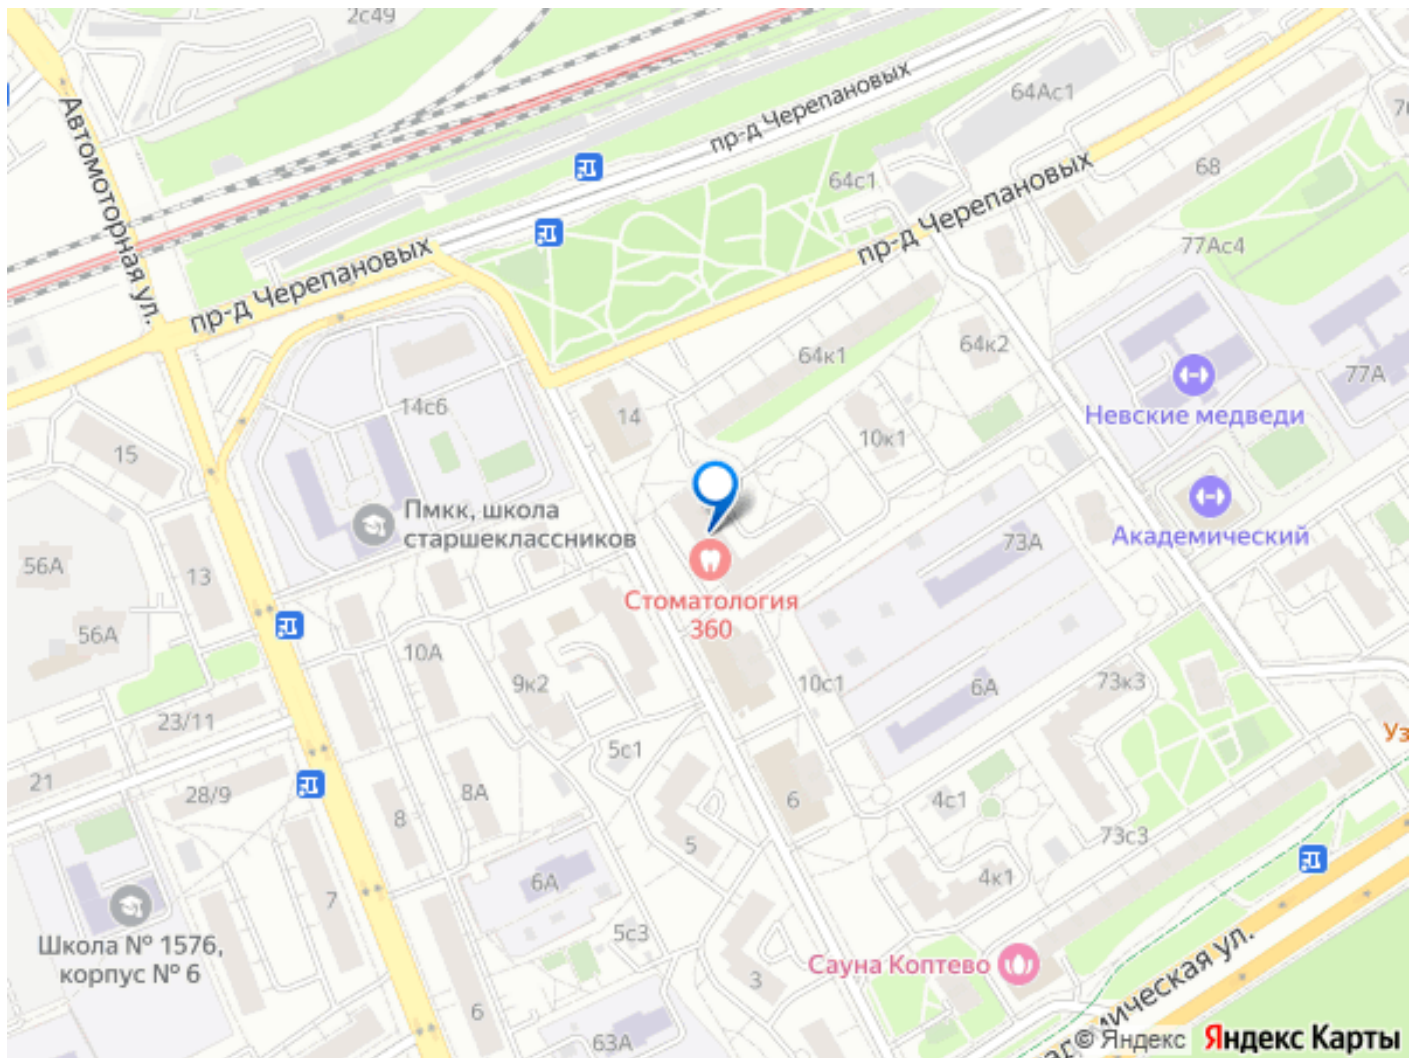 2с49
Автомоторная ул.
пр-д Черепановых
64Ас1
64с1
68
пр-д Черепановых
77Ас4
пр-д Черепановых
64к1
64к2
77А
Невские медведи
14с6
14
10к1
15
Пмкк, школа
старшеклассников
Академический
73А
56А
13
Стоматология
360
56А
10А
9к2
10с1
6А
73к3
23/11
5с1
Уз
21
28/9
8А
8
6
4с1
5
73с3
6А
4к1
7
Школа № 1576,
корпус № 6
5с3
Сауна Коптево
3
6
63А
мическая ул.
© Яндекс
Яндекс Карты